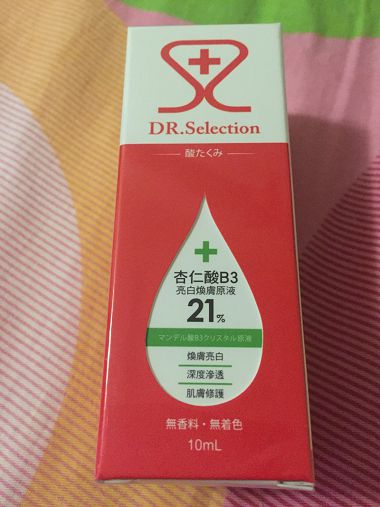 DR.Selection
酸たくみ
杏仁酸B3
亮白煥膚原液
21%
マンデル酸B3クリスタル原液
煥膚亮白
深度滲透
肌膚修護
無香料・無着色
10mL